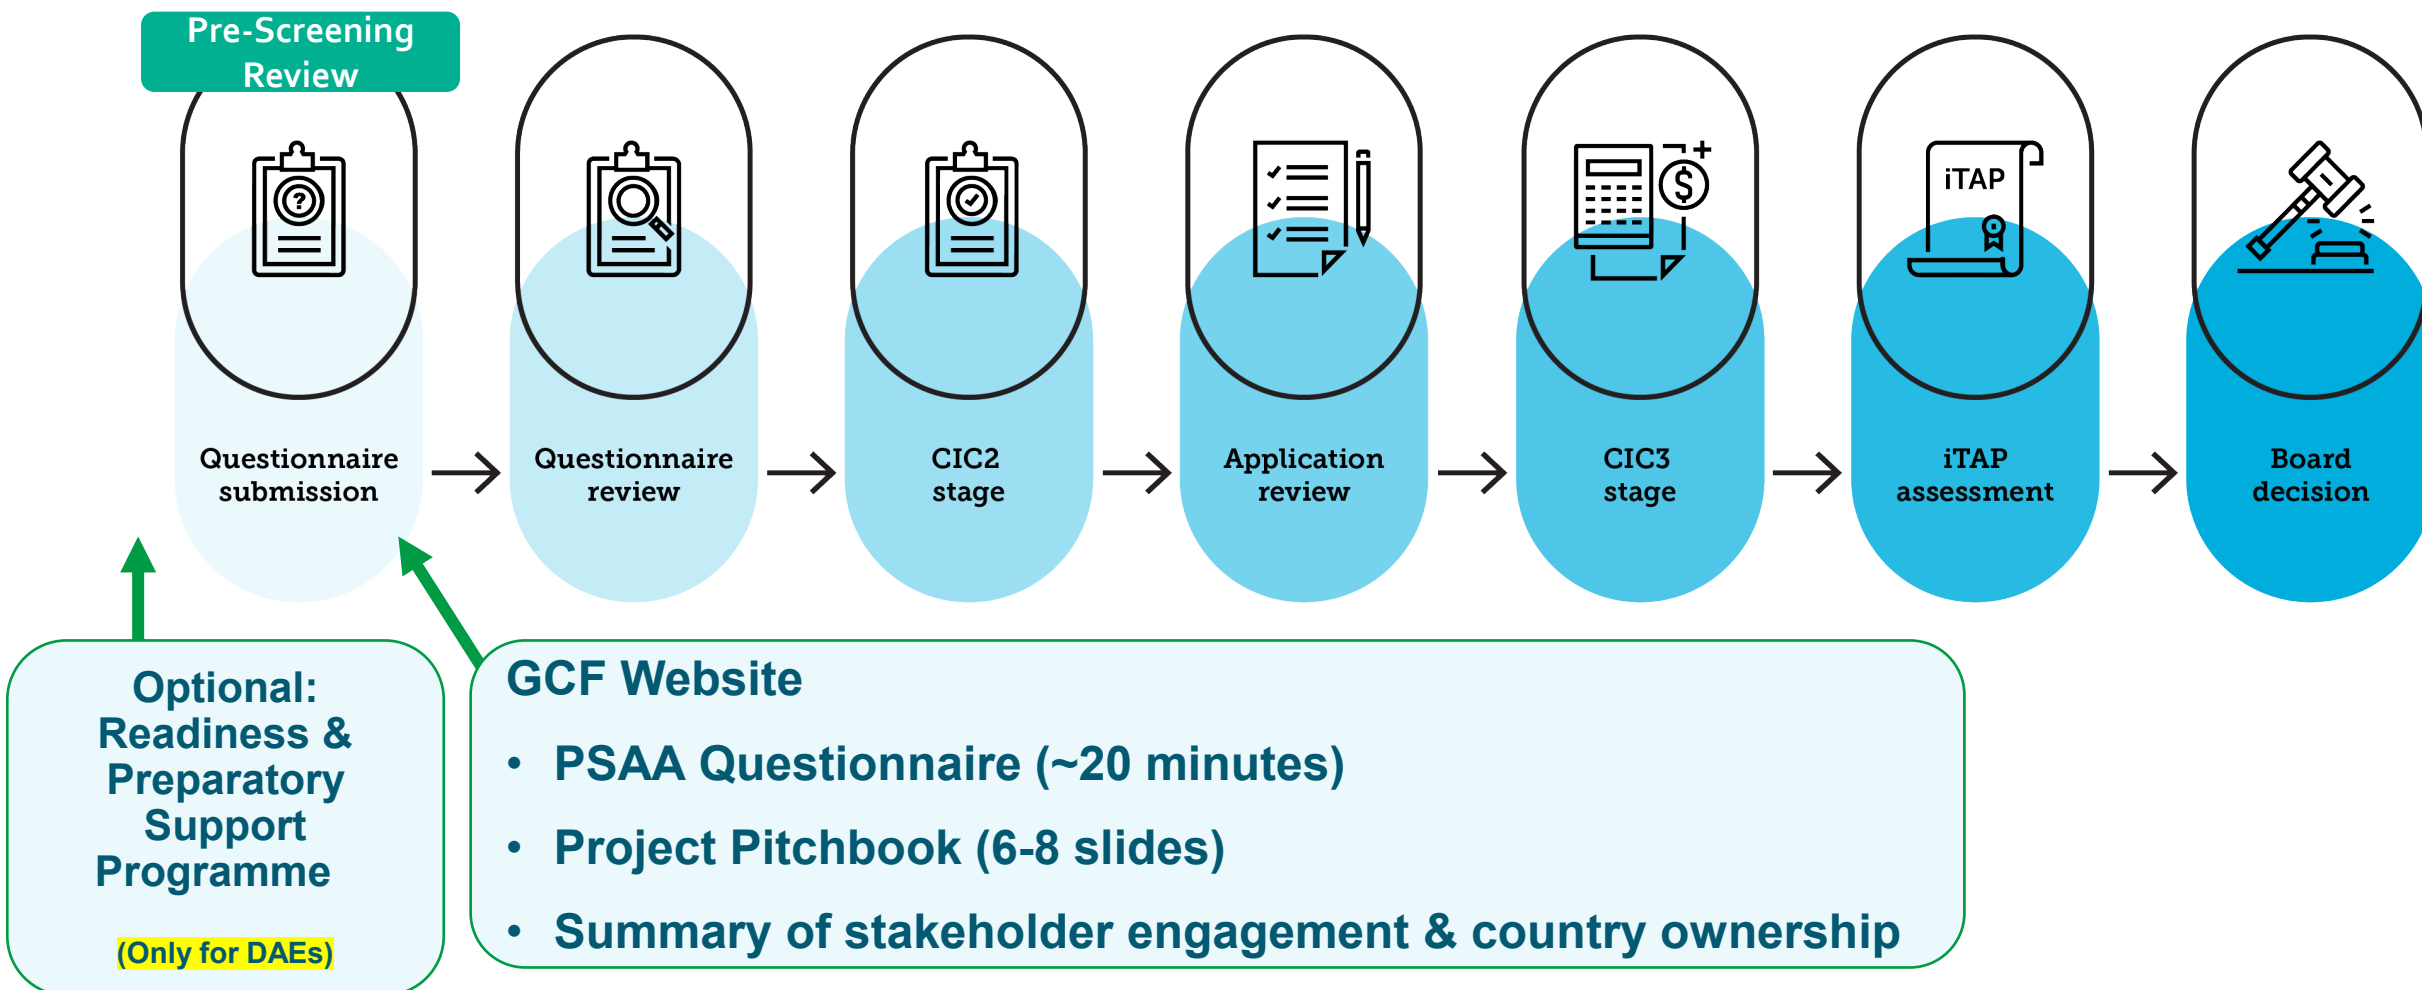 Pre-Screening
Review
?
$
iTAP
Questionnaire
submission
Questionnaire
review
CIC2
stage
Application
review
CIC3
stage
iTAP
assessment
Board
decision
Optional:
Readiness &
Preparatory
Support
Programme
(Only for DAEs)
GCF Website
• PSAA Questionnaire (~20 minutes)
• Project Pitchbook (6-8 slides)
• Summary of stakeholder engagement & country ownership